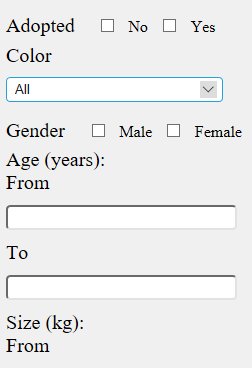 Adopted No Yes
Color
All
Gender Male Female
Age (years):
From
To
Size (kg):
From